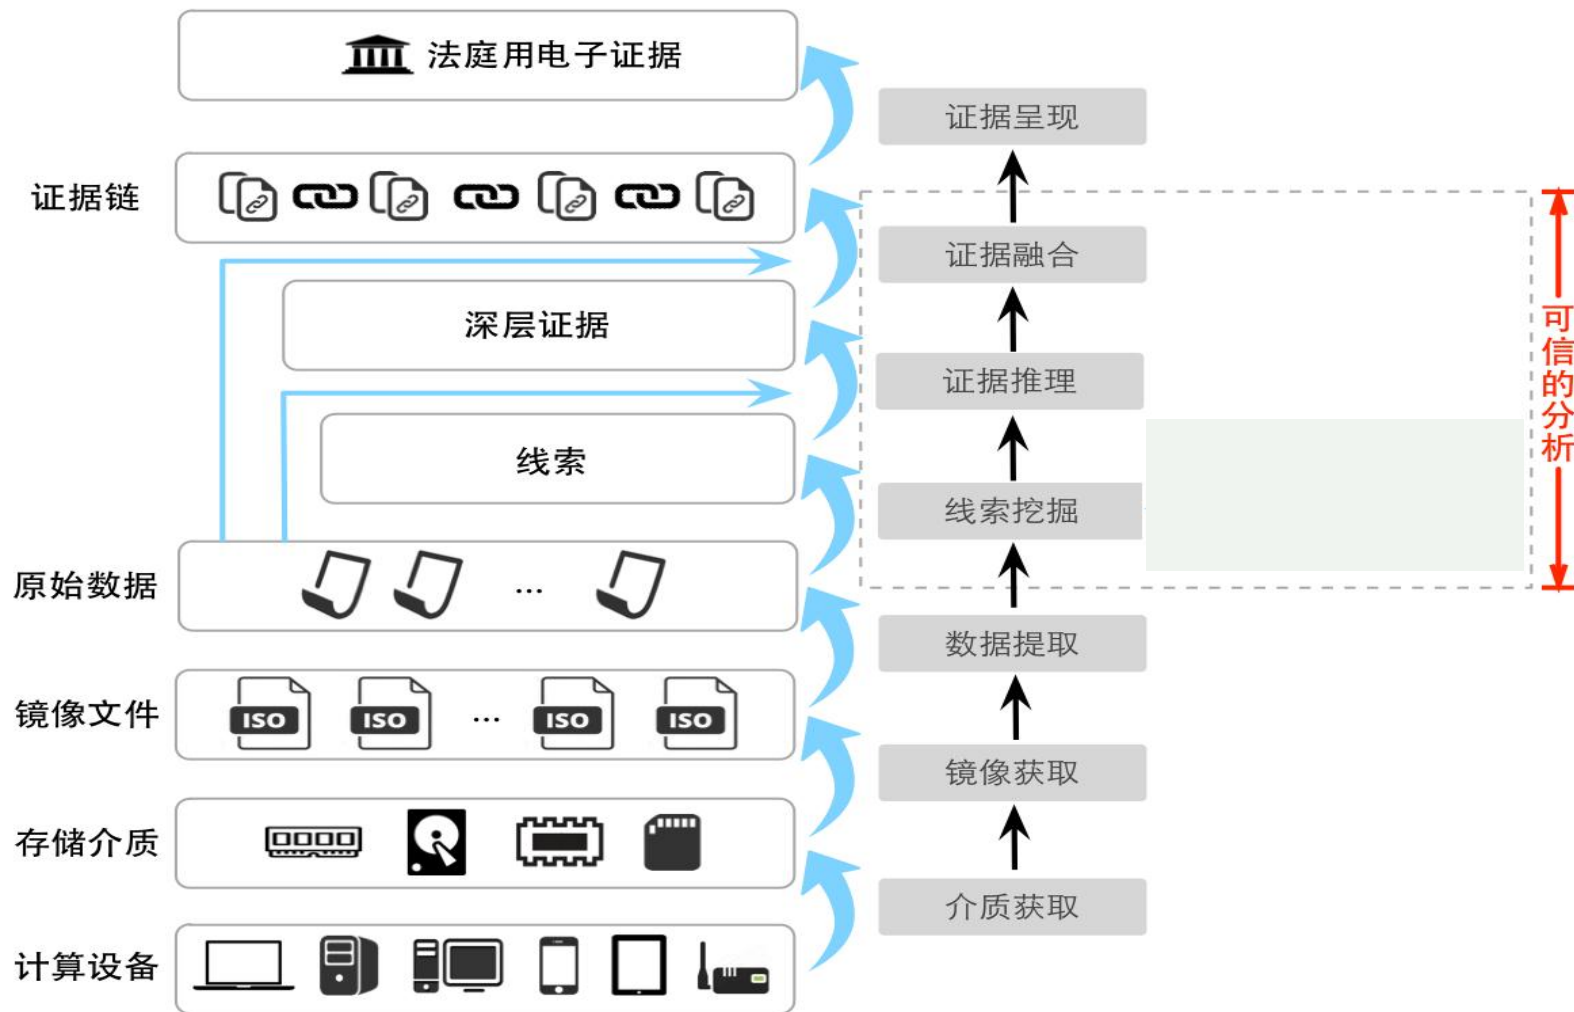 法庭用电子证据
证据呈现
证据链
证据融合
深层证据
证据推理
可信的分析
线索
线索挖掘
原始数据
...
数据提取
镜像文件
ISO
ISO
...
ISO
ISO
镜像获取
存储介质
介质获取
计算设备